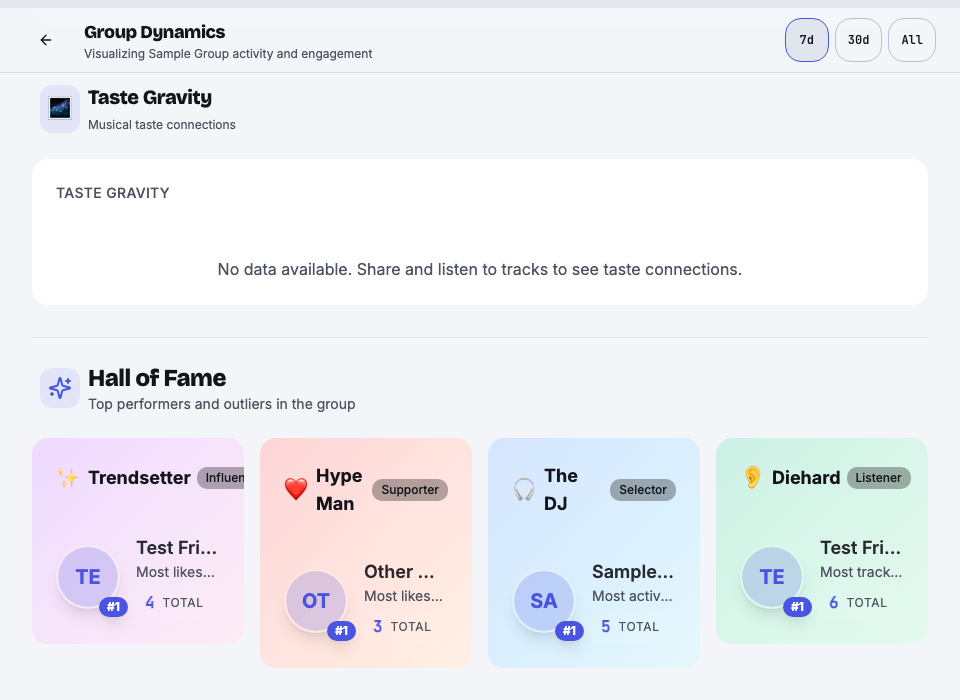 Group Dynamics
Visualizing Sample Group activity and engagement
7d
30d
All
Taste Gravity
Musical taste connections
TASTE GRAVITY
No data available. Share and listen to tracks to see taste connections.
Hall of Fame
Top performers and outliers in the group
Trendsetter
Influen
TE
#1
Test Fri...
Most likes...
4 TOTAL
Hype
Man
Supporter
OT
#1
Other ...
Most likes...
3 TOTAL
The
DJ
Selector
SA
#1
Sample...
Most activ...
5 TOTAL
Diehard
Listener
TE
#1
Test Fri...
Most track...
6 TOTAL